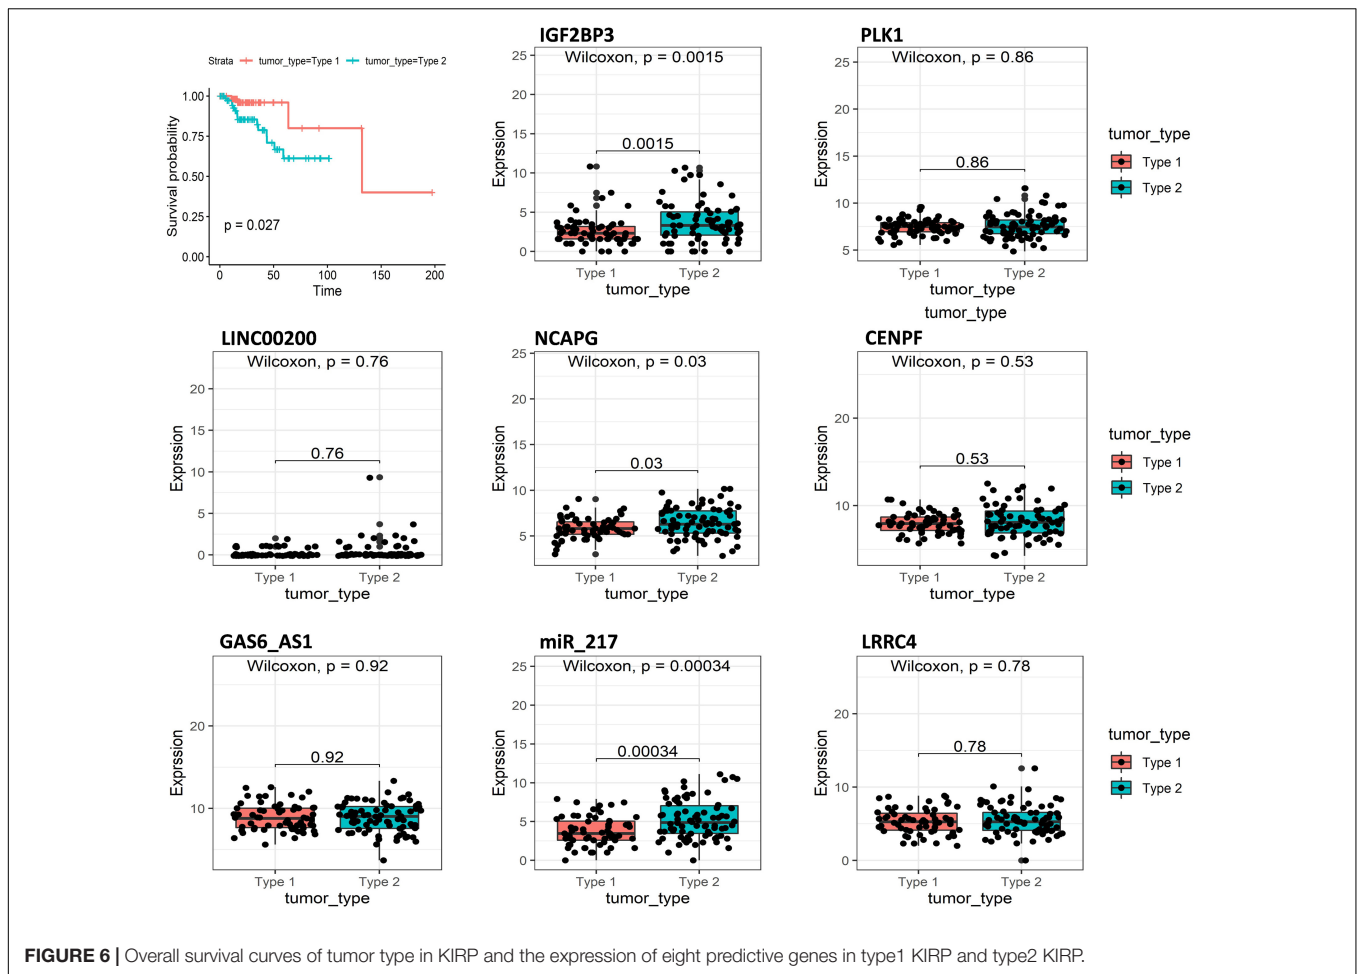 Strata tumor_type=Type 1 tumor_type=Type 2
1.00
0.75
0.50
0.25
0.00
Survival probability
p = 0.027
0 50 100 150 200
Time
IGF2BP3
Wilcoxon, p = 0.0015
25
20
15
10
5
0
Exprssion
0.0015
Type 1 Type 2
tumor_type
PLK1
Wilcoxon, p = 0.86
25
20
15
10
5
Exprssion
0.86
Type 1 Type 2
tumor_type
tumor_type
tumor_type
Type 1
Type 2
LINC00200
Wilcoxon, p = 0.76
20
15
10
5
0
Exprssion
0.76
Type 1 Type 2
tumor_type
NCAPG
Wilcoxon, p = 0.03
25
20
15
10
5
Exprssion
0.03
Type 1 Type 2
tumor_type
CENPF
Wilcoxon, p = 0.53
20
10
Exprssion
0.53
Type 1 Type 2
tumor_type
tumor_type
Type 1
Type 2
GAS6_AS1
Wilcoxon, p = 0.92
20
10
Exprssion
0.92
Type 1 Type 2
tumor_type
miR_217
Wilcoxon, p = 0.00034
25
20
15
10
5
0
Exprssion
0.00034
Type 1 Type 2
tumor_type
LRRC4
Wilcoxon, p = 0.78
20
10
0
Exprssion
0.78
Type 1 Type 2
tumor_type
tumor_type
Type 1
Type 2
FIGURE 6 | Overall survival curves of tumor type in KIRP and the expression of eight predictive genes in type1 KIRP and type2 KIRP.